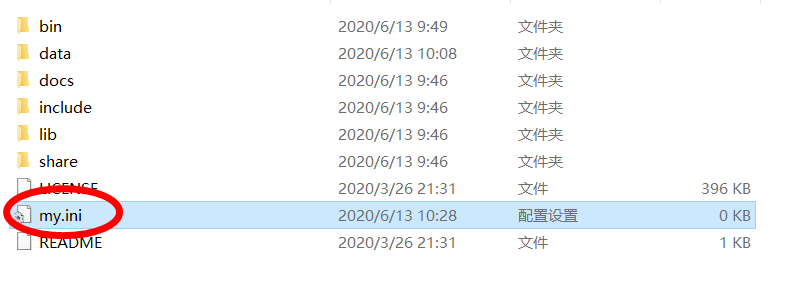 bin 2020/6/13 9:49 文件夹
data 2020/6/13 10:08 文件夹
docs 2020/6/13 9:46 文件夹
include 2020/6/13 9:46 文件夹
lib 2020/6/13 9:46 文件夹
share 2020/6/13 9:46 文件夹
LICENSE 2020/3/26 21:31 文件 396 KB
my.ini 2020/6/13 10:28 配置设置 0 KB
README 2020/3/26 21:31 文件 1 KB